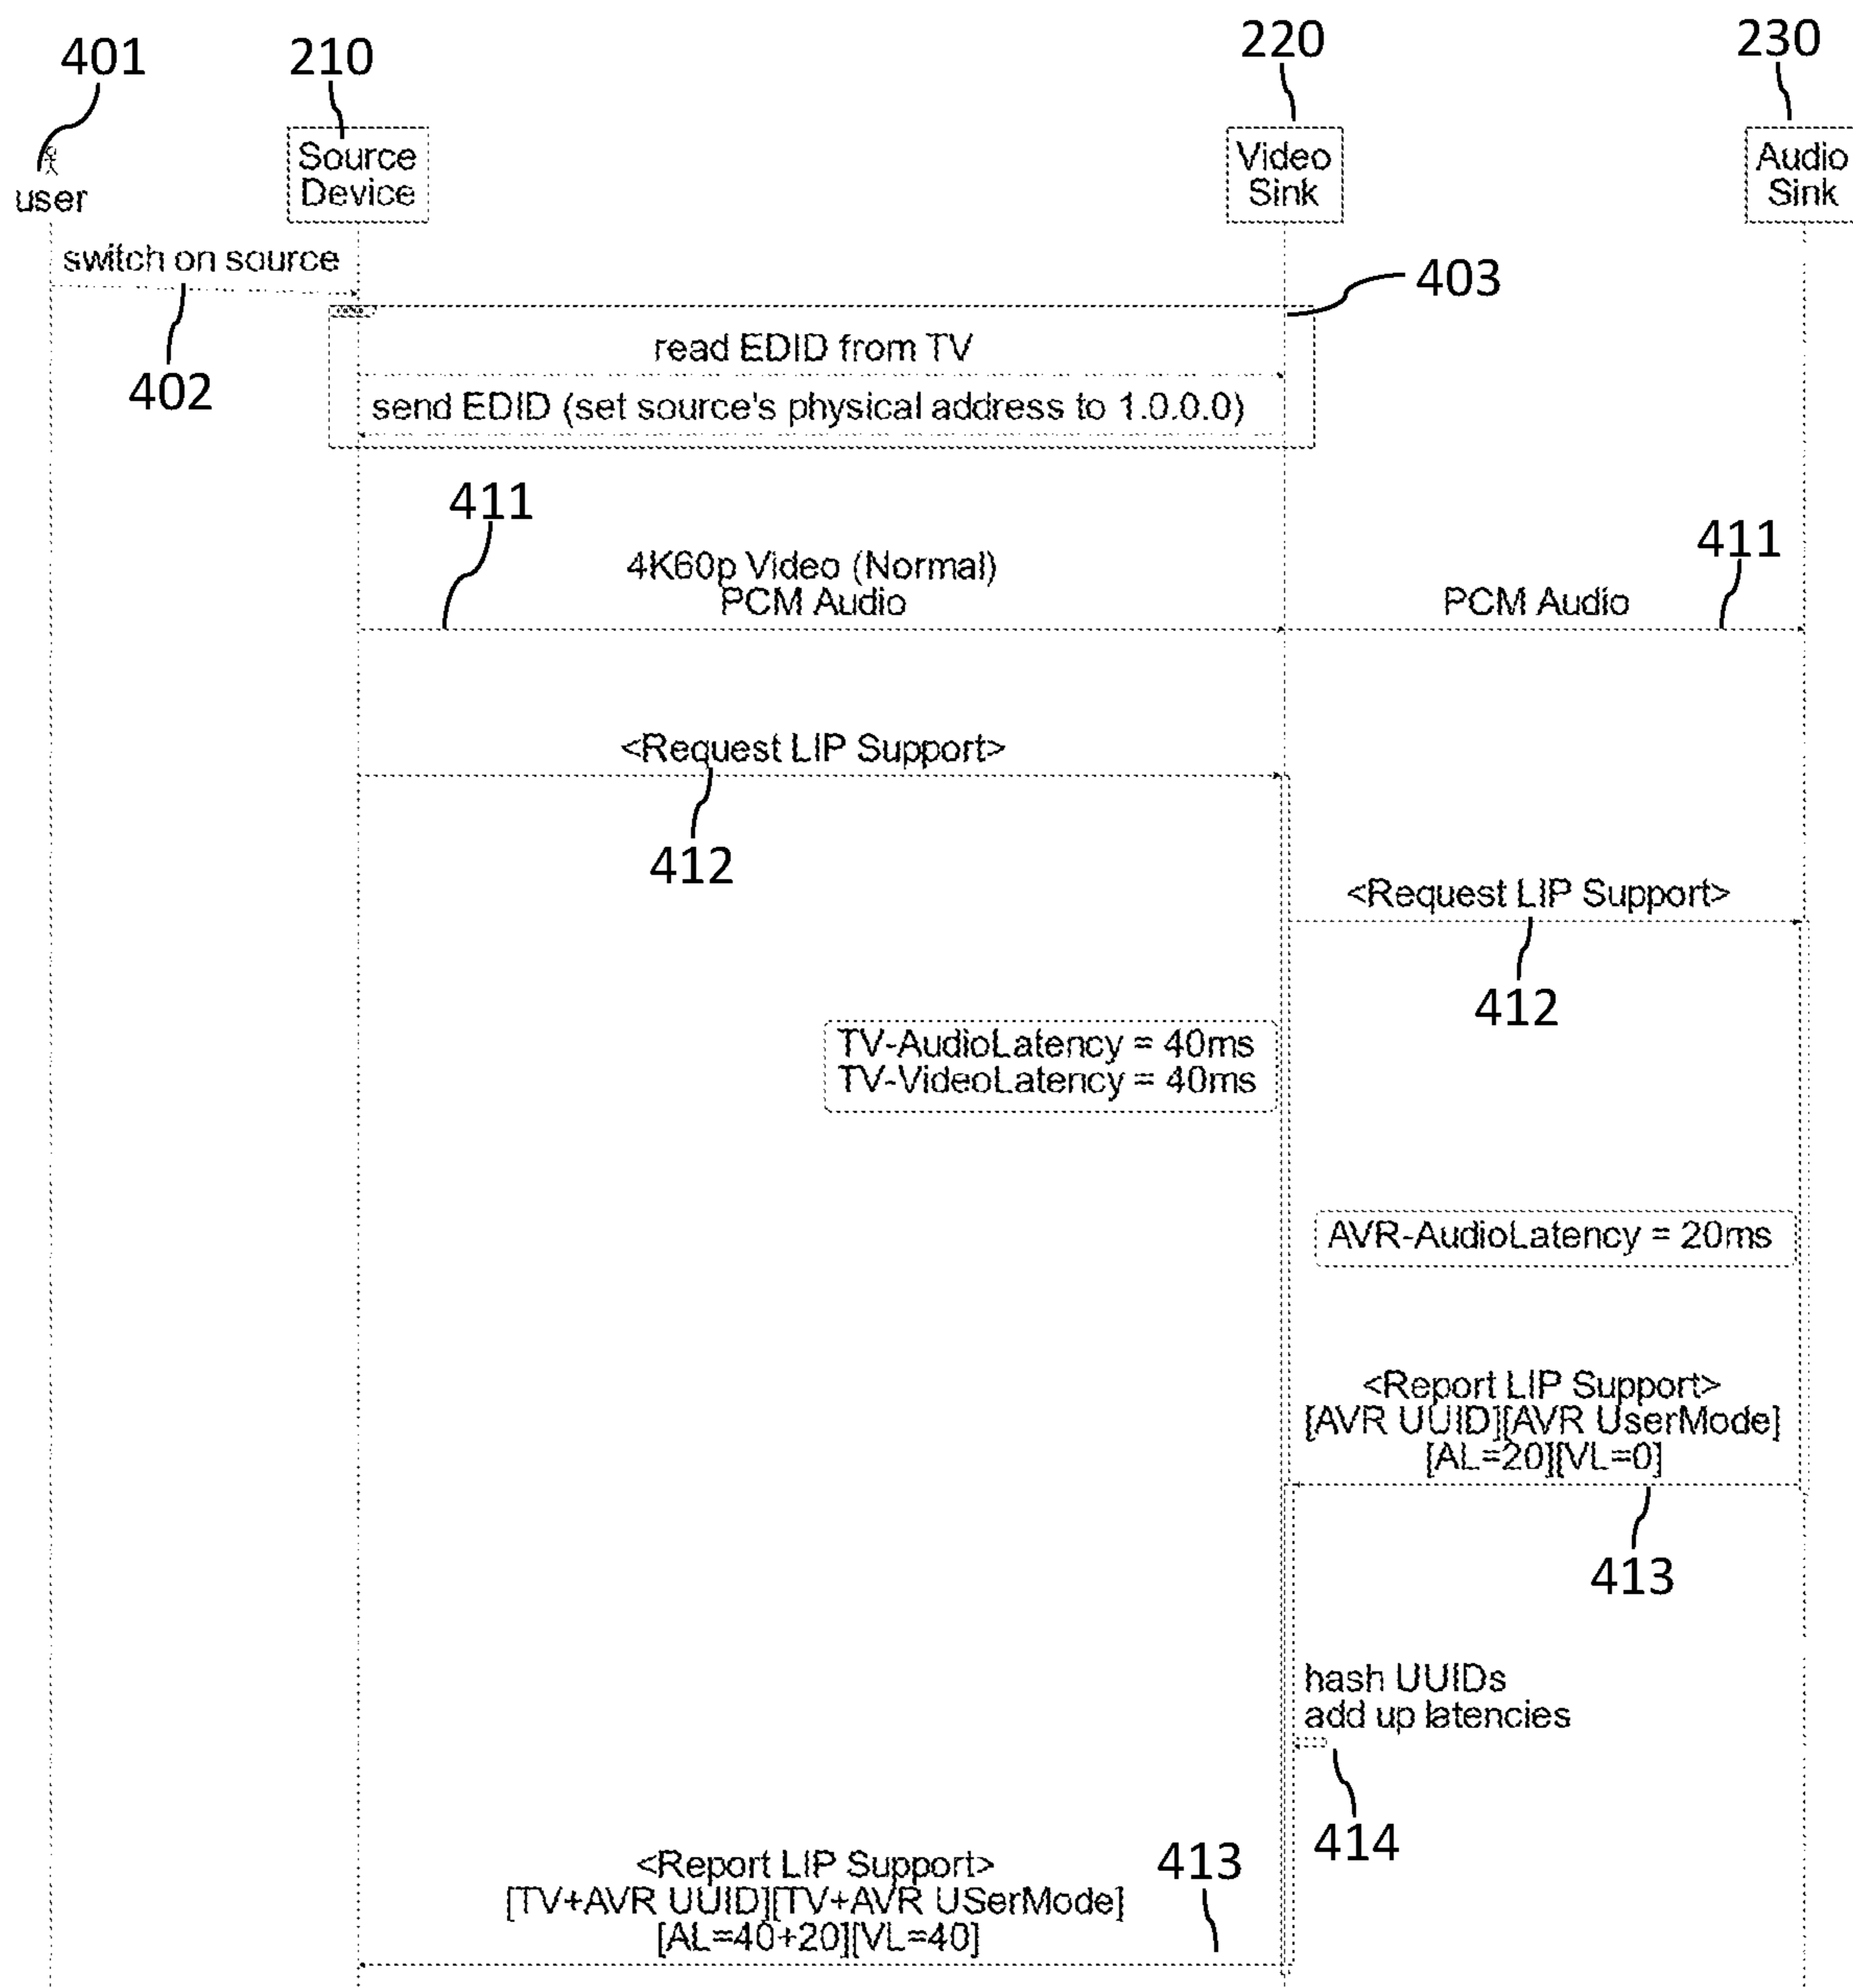 401
210
220
230
Source
Device
Video
Sink
Audio
Sink
user
switch on source
402
403
read EDID from TV
send EDID (set source's physical address to 1.0.0.0)
411
4K60p Video (Normal)
PCM Audio
411
PCM Audio
<Request LIP Support>
412
<Request LIP Support>
412
TV-AudioLatency = 40ms
TV-VideoLatency = 40ms
AVR-AudioLatency = 20ms
<Report LIP Support>
[AVR UUID][AVR UserMode]
[AL=20][VL=0]
413
hash UUIDs
add up latencies
414
<Report LIP Support>
[TV+AVR UUID][TV+AVR USerMode]
[AL=40+20][VL=40]
413